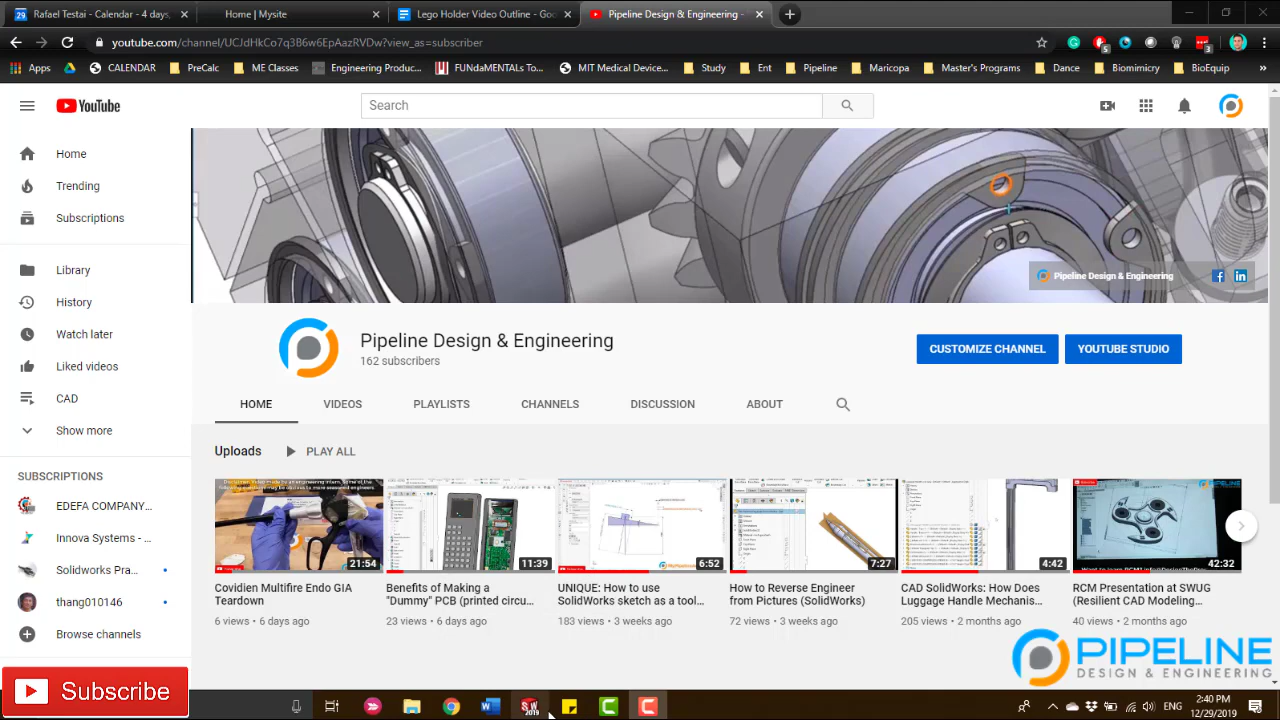 Rafael Testai - Calendar - 4 days,
Home | Mysite
Lego Holder Video Outline - Goo
Pipeline Design & Engineering -
youtube.com/channel/UCJdHkCo7q3B6w6EpAazRVDw?view_as=subscriber
Apps
CALENDAR
PreCalc
ME Classes
Engineering Produc...
FUNdaMENTALs To...
MIT Medical Device...
Study
Ent
Pipeline
Maricopa
Master's Programs
Dance
Biomimicry
BioEquip
YouTube
Search
Home
Trending
Subscriptions
Library
History
Watch later
Liked videos
CAD
Show more
SUBSCRIPTIONS
EDEPA COMPANY...
Innova Systems - ...
Solidworks Pra...
thang010146
Browse channels
Subscribe
Pipeline Design & Engineering
Pipeline Design & Engineering
162 subscribers
CUSTOMIZE CHANNEL
YOUTUBE STUDIO
HOME
VIDEOS
PLAYLISTS
CHANNELS
DISCUSSION
ABOUT
Uploads
PLAY ALL
21:54
11:39
6:52
7:27
4:42
42:32
Covidien Multifire Endo GIA
Teardown
6 views • 6 days ago
Benefits of Making a
"Dummy" PCB (printed circu...
23 views • 6 days ago
UNIQUE: How to use
SolidWorks sketch as a tool...
183 views • 3 weeks ago
How to Reverse Engineer
from Pictures (SolidWorks)
72 views • 3 weeks ago
CAD SolidWorks: How Does
Luggage Handle Mechanis...
205 views • 2 months ago
RCM Presentation at SWUG
(Resilient CAD Modeling...
40 views • 2 months ago
PIPELINE
DESIGN & ENGINEERING
ENG
2:40 PM
12/29/2019